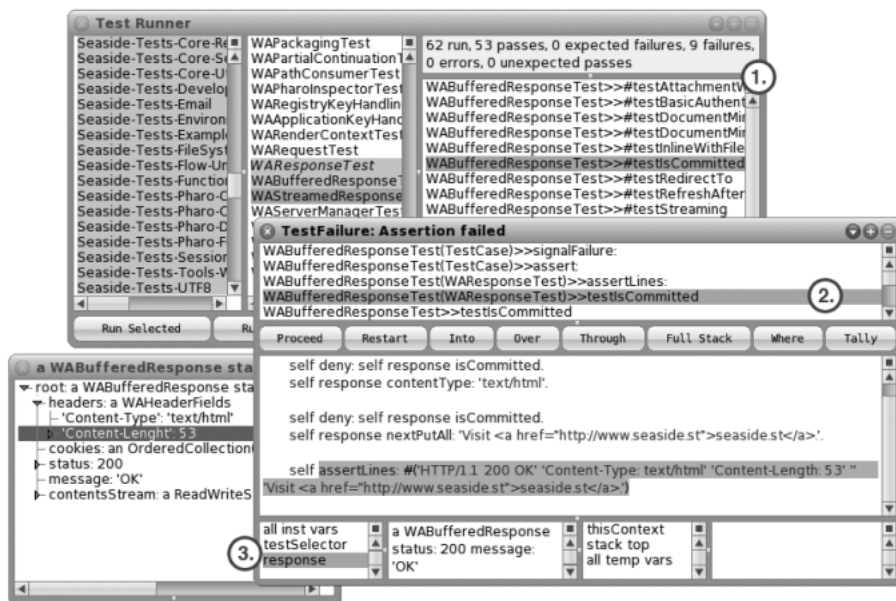 Test Runner
Seaside-Tests-Core-Re
Seaside-Tests-Core-Se
Seaside-Tests-Core-Ut
Seaside-Tests-Develop
Seaside-Tests-Email
Seaside-Tests-Environ
Seaside-Tests-Example
Seaside-Tests-FileSyst
Seaside-Tests-Flow-Un
Seaside-Tests-Function
Seaside-Tests-Pharo-C
Seaside-Tests-Pharo-C
Seaside-Tests-Pharo-D
Seaside-Tests-Pharo-F
Seaside-Tests-Session
Seaside-Tests-Tools-W
Seaside-Tests-UTF8
WAPackagingTest
WAPartialContinuationT
WAPathConsumerTest
WAPharoInspectorTest
WARegistryKeyHandlin
WAApplicationKeyHand
WARenderContextTest
WARequestTest
WAResponseTest
WABufferedResponseT
WAStreamedResponse
WAServerManagerTes
62 run, 53 passes, 0 expected failures, 9 failures,
0 errors, 0 unexpected passes
1.
WABufferedResponseTest>>#testAttachmentW
WABufferedResponseTest>>#testBasicAuthent
WABufferedResponseTest>>#testDocumentMir
WABufferedResponseTest>>#testDocumentMir
WABufferedResponseTest>>#testInlineWithFile
WABufferedResponseTest>>#testIsCommitted
WABufferedResponseTest>>#testRedirectTo
WABufferedResponseTest>>#testRefreshAfter
WABufferedResponseTest>>#testStreaming
Run Selected
Ru
TestFailure: Assertion failed
WABufferedResponseTest(TestCase)>>signalFailure:
WABufferedResponseTest(TestCase)>>assert:
WABufferedResponseTest(WAResponseTest)>>assertLines:
WABufferedResponseTest(WAResponseTest)>>testIsCommitted
WABufferedResponseTest>>testIsCommitted
2.
Proceed Restart Into Over Through Full Stack Where Tally
self deny: self response isCommitted.
self response contentType: 'text/html'.
self deny: self response isCommitted.
self response nextPutAll: 'Visit <a href="http://www.seaside.st">seaside.st</a>.'.
self assertLines: #('HTTP/1.1 200 OK' 'Content-Type: text/html' 'Content-Length: 53' ''
'Visit <a href="http://www.seaside.st">seaside.st</a>.')
3.
all inst vars
testSelector
response
a WABufferedResponse
status: 200 message:
'OK'
thisContext
stack top
all temp vars
a WABufferedResponse sta
root: a WABufferedResponse sta
headers: a WAHeaderFields
'Content-Type': 'text/html'
'Content-Lenght': 53
cookies: an OrderedCollection(
status: 200
message: 'OK'
contentsStream: a ReadWriteS